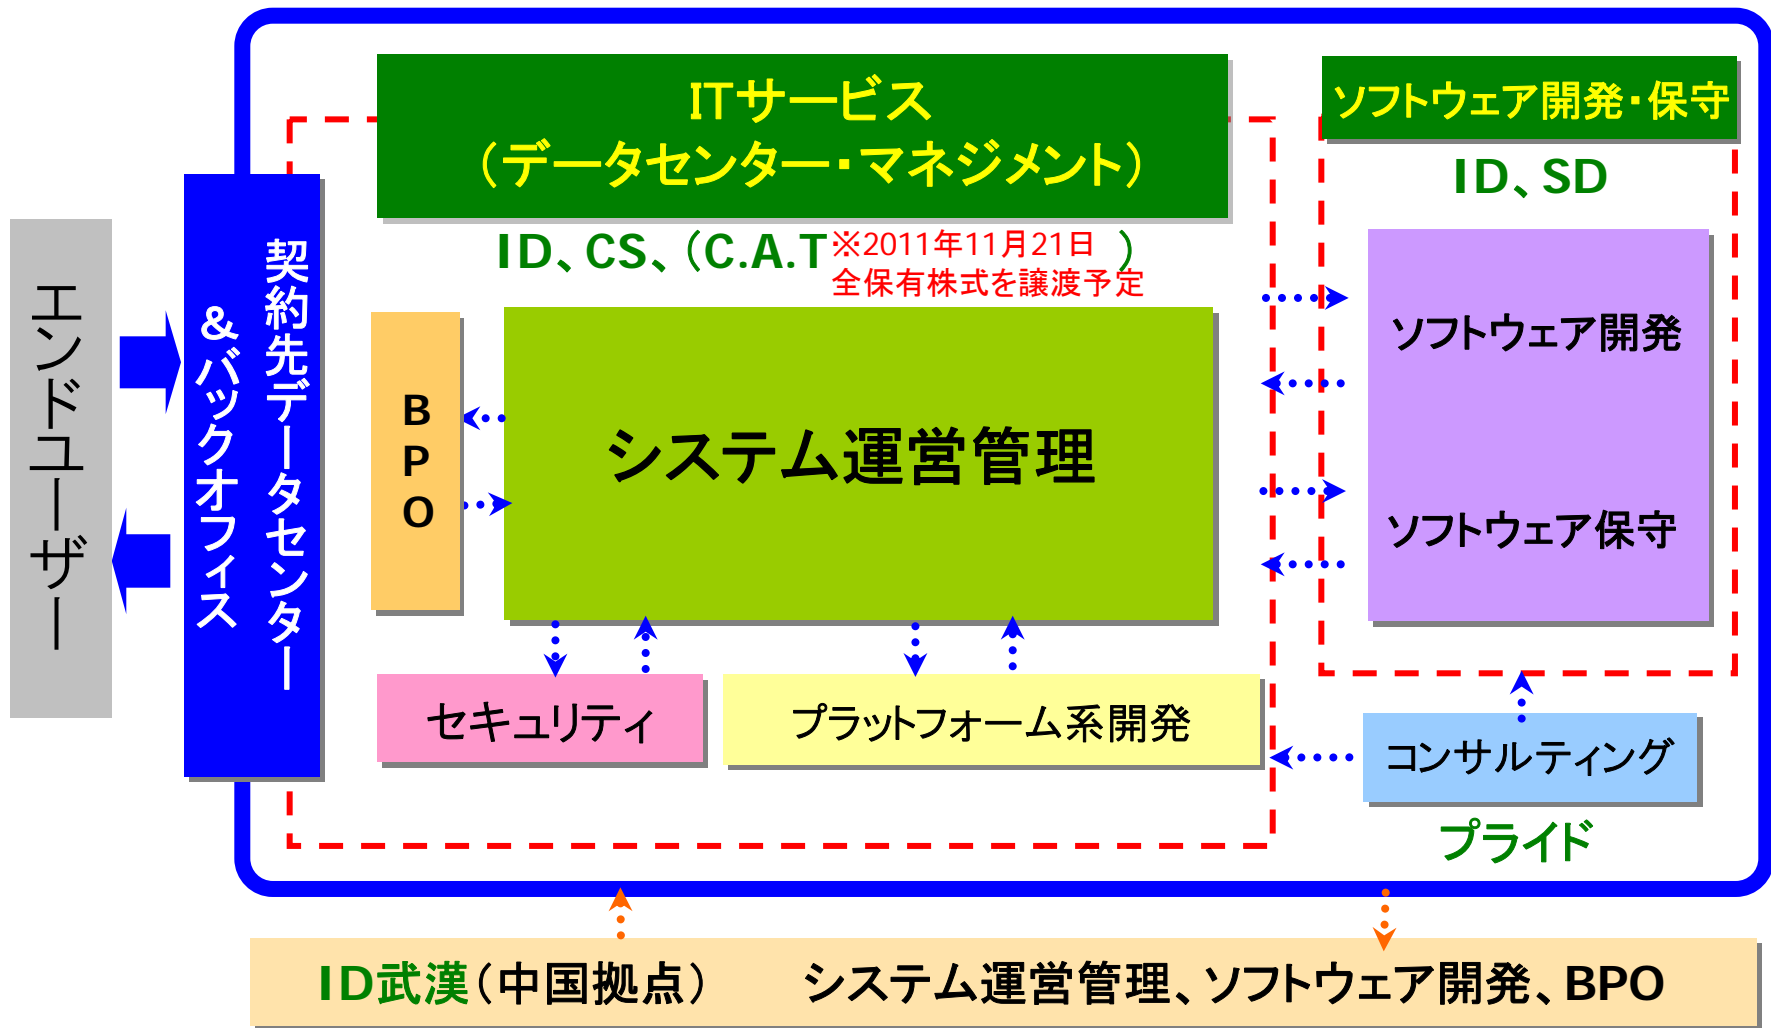 ITサービス
（データセンター・マネジメント）
ソフトウェア開発・保守
ID、SD
ID、CS、（C.A.T ）
※2011年11月21日
全保有株式を譲渡予定
エンドユーザー
契約先データセンター
&バックオフィス
BPO
システム運営管理
ソフトウェア開発
ソフトウェア保守
セキュリティ
プラットフォーム系開発
コンサルティング
プライド
ID武漢（中国拠点） システム運営管理、ソフトウェア開発、BPO